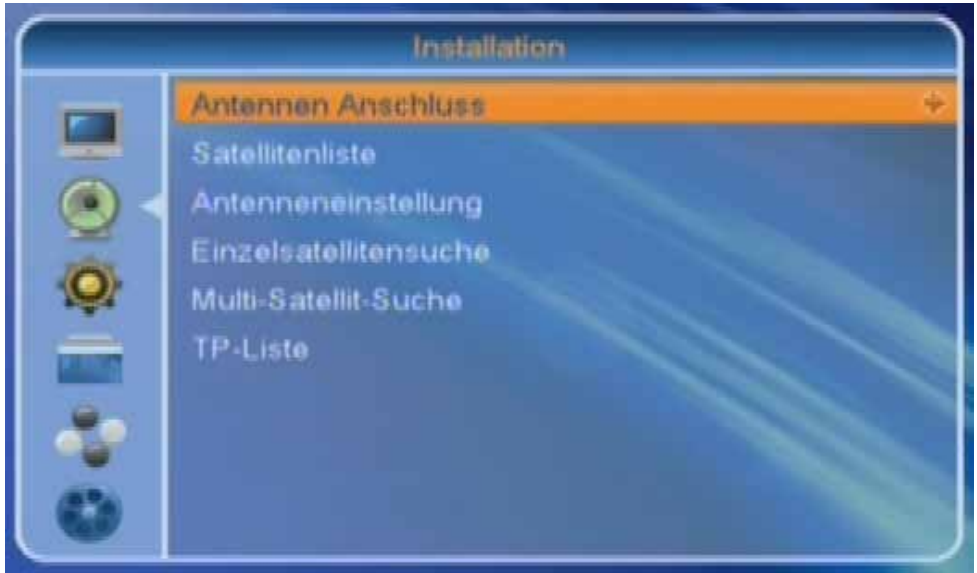 Installation
Antennen Anschluss
Satellitenliste
Antenneneinstellung
Einzelsatellitensuche
Multi-Satellit-Suche
TP-Liste